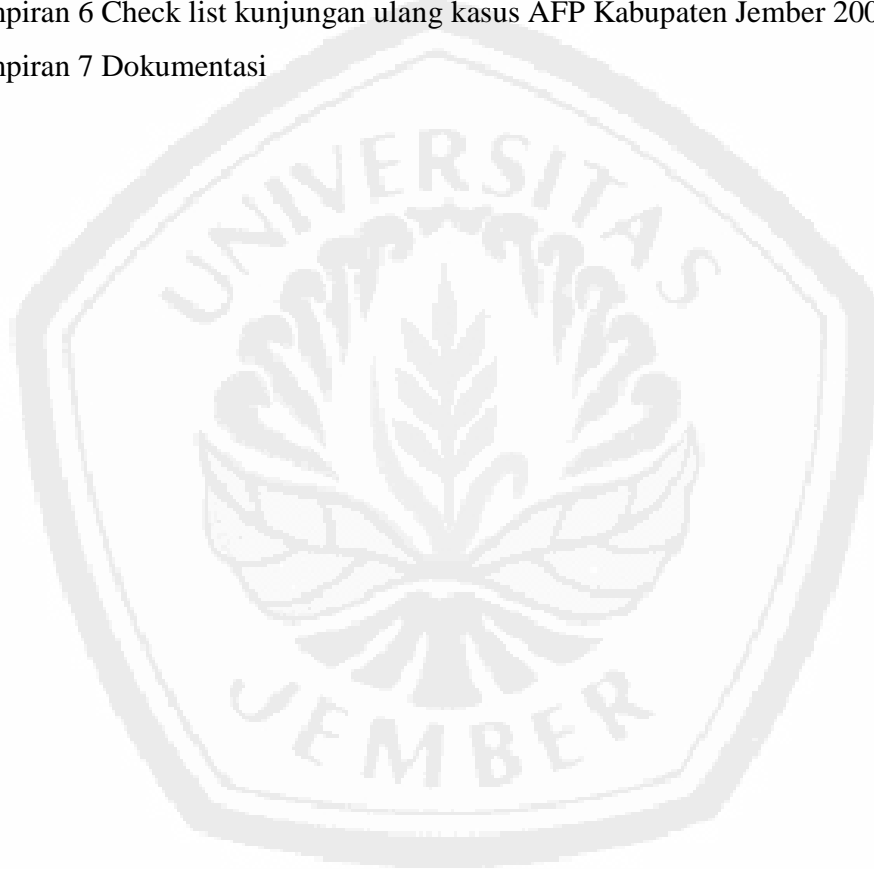 mpiran 6 Check list kunjungan ulang kasus AFP Kabupaten Jember 200
mpiran 7 Dokumentasi
UNIVERSITAS
JEMBER